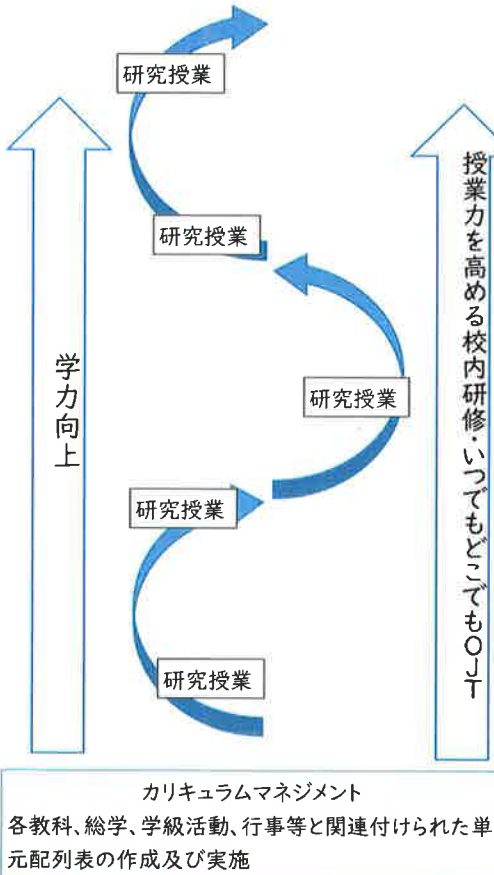 研究授業
研究授業
研究授業
研究授業
研究授業
学力向上
授業力を高める校内研修・いつでもどこでもOJT
カリキュラムマネジメント
各教科、総学、学級活動、行事等と関連付けられた単
元配列表の作成及び実施